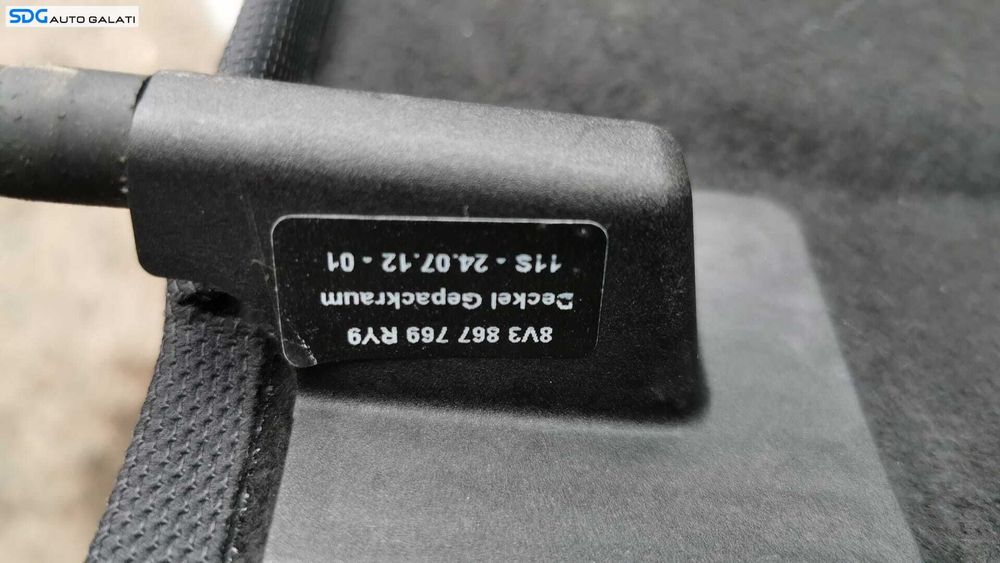 SDG AUTO GALATI
8V3 867 769 RY9
Deckel Gepackraum
11S - 24.07.12 - 01